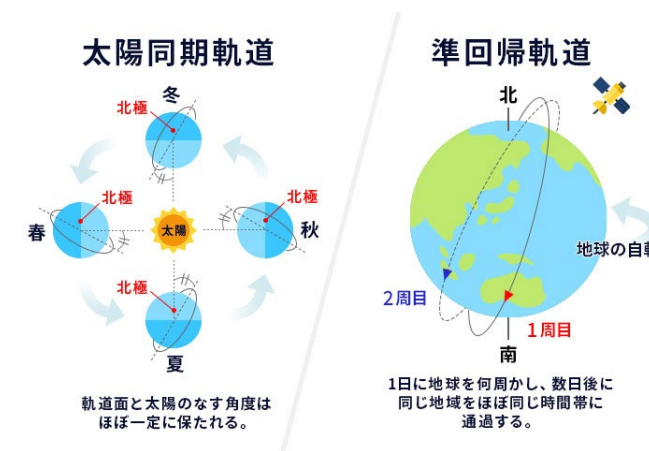 太陽同期軌道
冬
北極
北極
春
太陽
北極
秋
北極
夏
軌道面と太陽のなす角度は
ほぼ一定に保たれる。
準回帰軌道
北
地球の自転
2周目
1周目
南
1日に地球を何周かし、数日後に
同じ地域をほぼ同じ時間帯に
通過する。